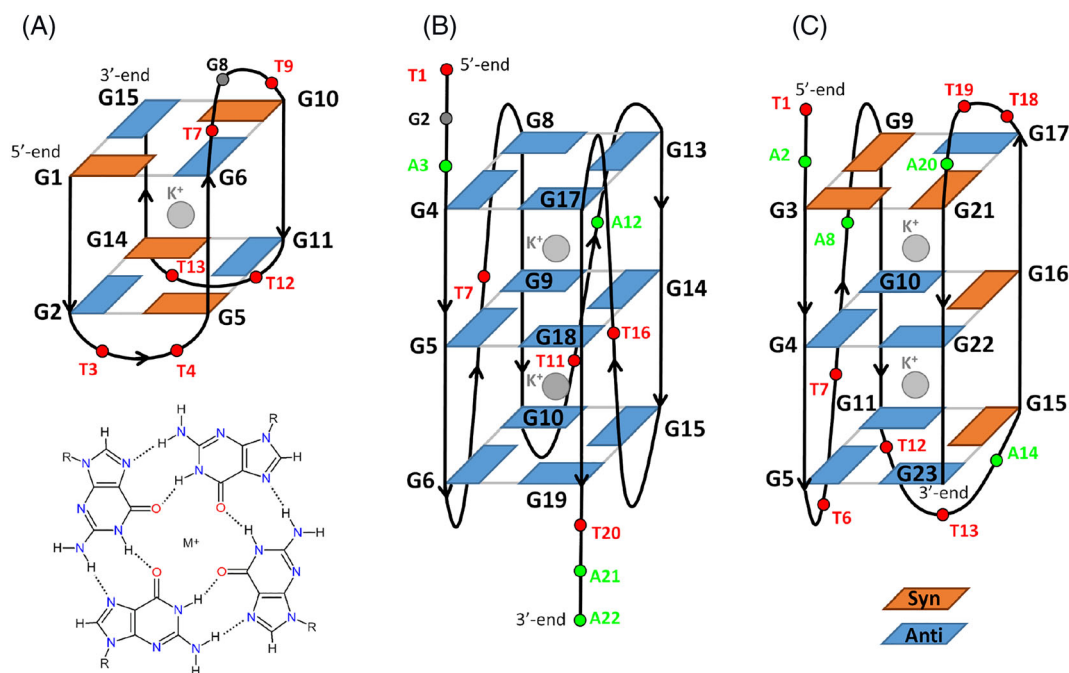 (A)
(B)
(C)
G8
T9
3′-end
G15
G10
T7
5′-end
G1
G6
K+
G14
G11
T13
T12
G2
G5
T3
T4
R
H
N
H
N
N
N
R
N
H
N
N
H
H
N
N
O
O
N
N
H
N
H
H
N
H
M+
H
N
N
H
O
O
N
H
N
N
N
H
N
H
N
H
N
R
N
N
H
R
H
T1
5′-end
G2
A3
G8
G13
G4
G17
A12
K+
T7
G9
G14
G5
G18
T16
T11
K+
G10
G15
G6
G19
T20
A21
3′-end
A22
5′-end
T1
T19
T18
G9
G17
A2
A20
G3
G21
A8
K+
G16
G10
G4
G22
T7
K+
G11
G15
T12
A14
G5
G23
3′-end
T6
T13
Syn
Anti